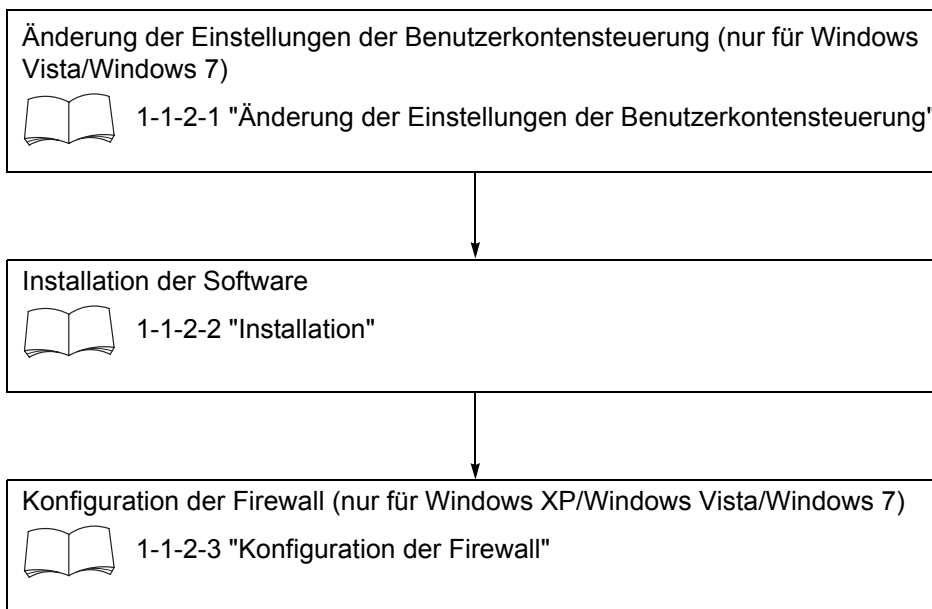 Änderung der Einstellungen der Benutzerkontensteuerung (nur für Windows
Vista/Windows 7)
1-1-2-1 "Änderung der Einstellungen der Benutzerkontensteuerung"
Installation der Software
1-1-2-2 "Installation"
Konfiguration der Firewall (nur für Windows XP/Windows Vista/Windows 7)
1-1-2-3 "Konfiguration der Firewall"